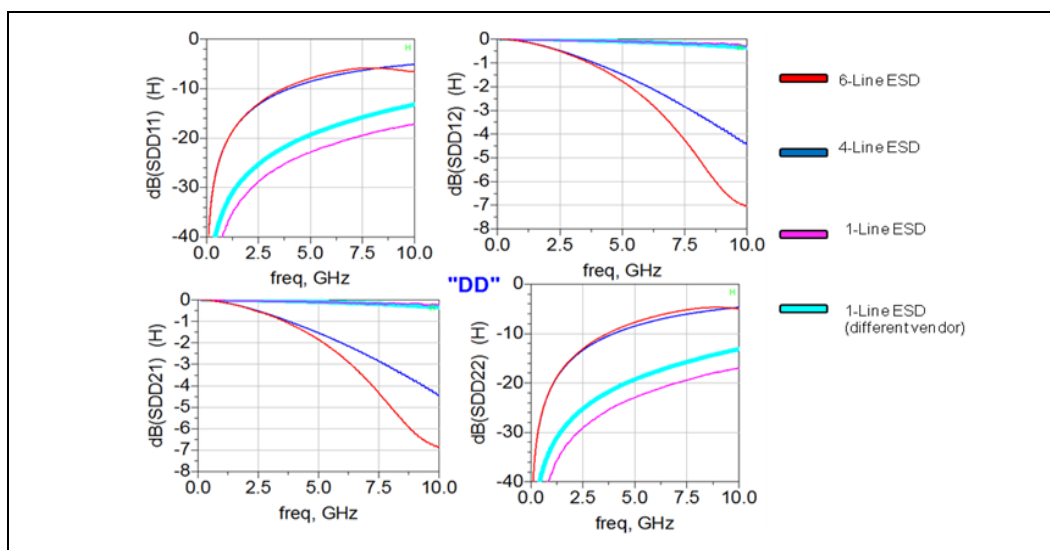 dB(SDD11) (H)
0
-10
-20
-30
-40
H
0.0 2.5 5.0 7.5 10.0
freq, GHz
dB(SDD12) (H)
0
-1
-2
-3
-4
-5
-6
-7
-8
0.0 2.5 5.0 7.5 10.0
freq, GHz
6-Line ESD
4-Line ESD
1-Line ESD
1-Line ESD
(different vendor)
"DD"
dB(SDD21) (H)
0
-1
-2
-3
-4
-5
-6
-7
-8
0.0 2.5 5.0 7.5 10.0
freq, GHz
dB(SDD22) (H)
0
-10
-20
-30
-40
H
0.0 2.5 5.0 7.5 10.0
freq, GHz